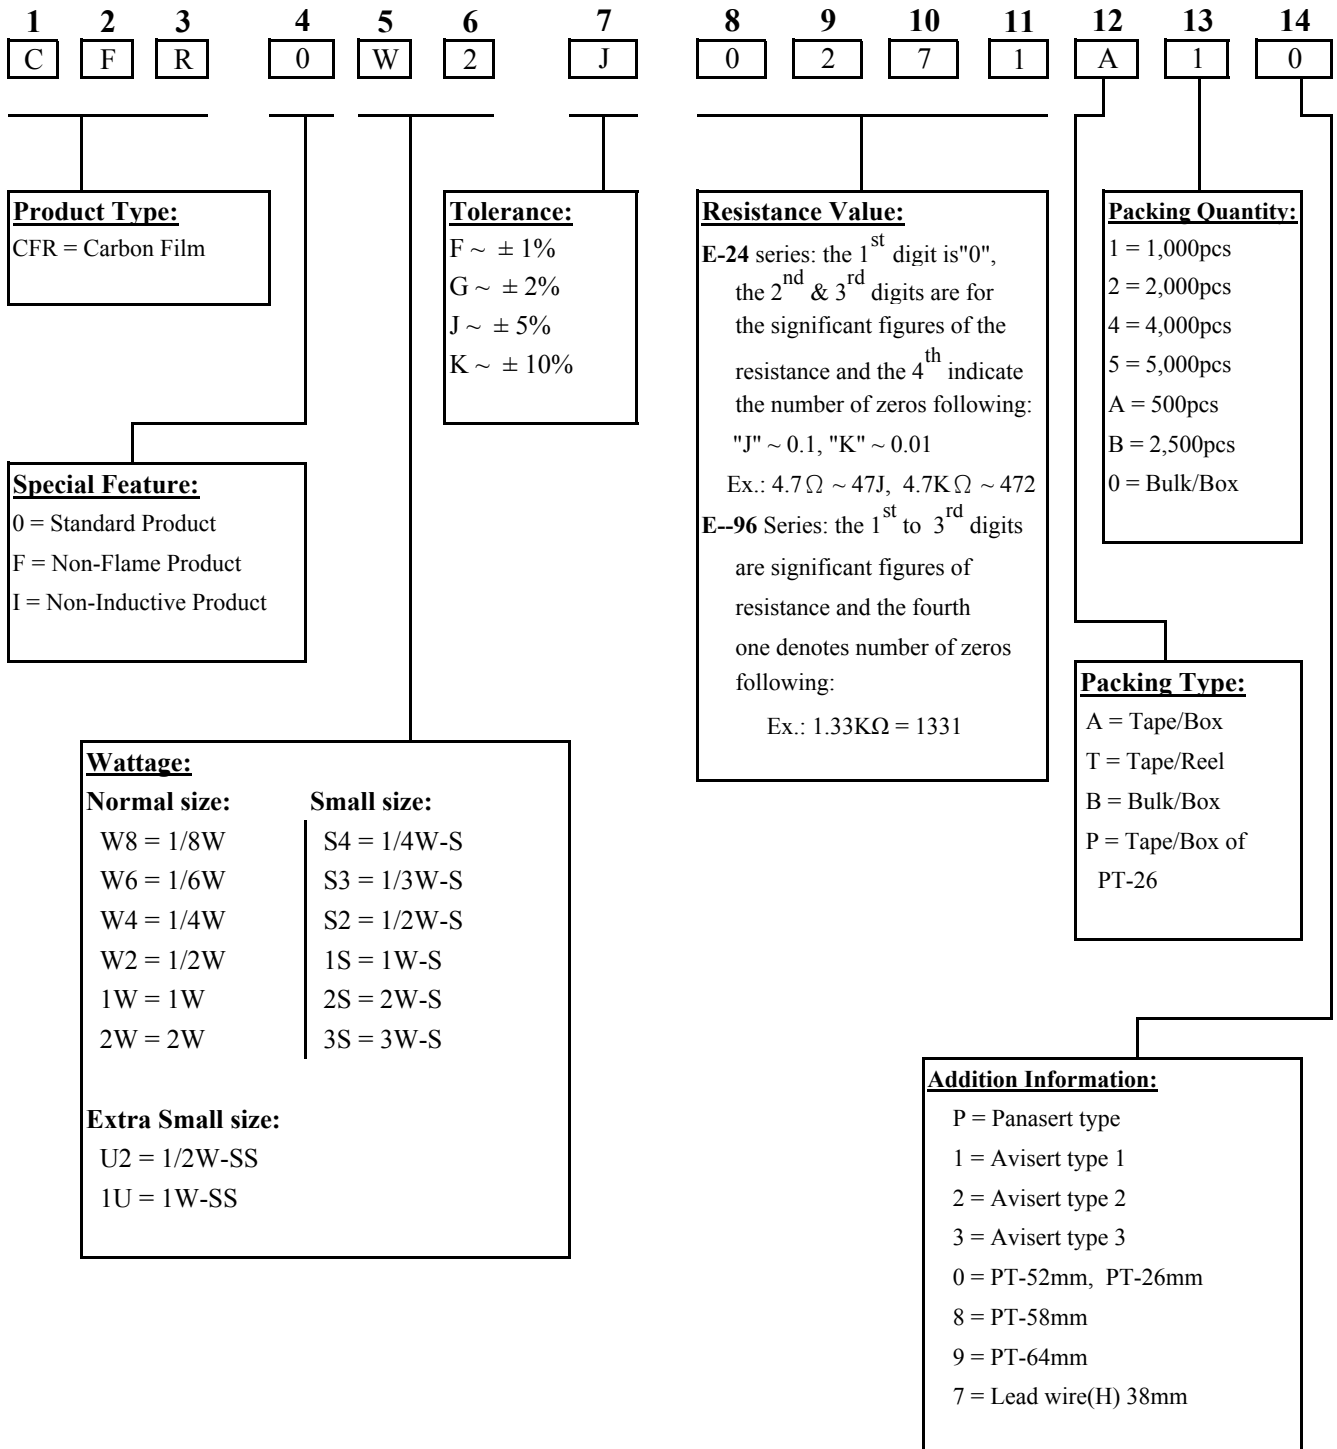 1 2 3 4 5 6 7 8 9 10 11 12 13 14
C F R 0 W 2 J 0 2 7 1 A 1 0
Product Type:
CFR = Carbon Film
Tolerance:
F ~ ± 1%
G ~ ± 2%
J ~ ± 5%
K ~ ± 10%
Resistance Value:
E-24 series: the 1st digit is"0",
the 2nd & 3rd digits are for
the significant figures of the
resistance and the 4th indicate
the number of zeros following:
"J" ~ 0.1, "K" ~ 0.01
Ex.: 4.7Ω ~ 47J, 4.7KΩ ~ 472
E--96 Series: the 1st to 3rd digits
are significant figures of
resistance and the fourth
one denotes number of zeros
following:
Ex.: 1.33KΩ = 1331
Packing Quantity:
1 = 1,000pcs
2 = 2,000pcs
4 = 4,000pcs
5 = 5,000pcs
A = 500pcs
B = 2,500pcs
0 = Bulk/Box
Special Feature:
0 = Standard Product
F = Non-Flame Product
I = Non-Inductive Product
Packing Type:
A = Tape/Box
T = Tape/Reel
B = Bulk/Box
P = Tape/Box of
PT-26
Wattage:
Normal size:
W8 = 1/8W
W6 = 1/6W
W4 = 1/4W
W2 = 1/2W
1W = 1W
2W = 2W
Small size:
S4 = 1/4W-S
S3 = 1/3W-S
S2 = 1/2W-S
1S = 1W-S
2S = 2W-S
3S = 3W-S
Extra Small size:
U2 = 1/2W-SS
1U = 1W-SS
Addition Information:
P = Panasert type
1 = Avisert type 1
2 = Avisert type 2
3 = Avisert type 3
0 = PT-52mm, PT-26mm
8 = PT-58mm
9 = PT-64mm
7 = Lead wire(H) 38mm